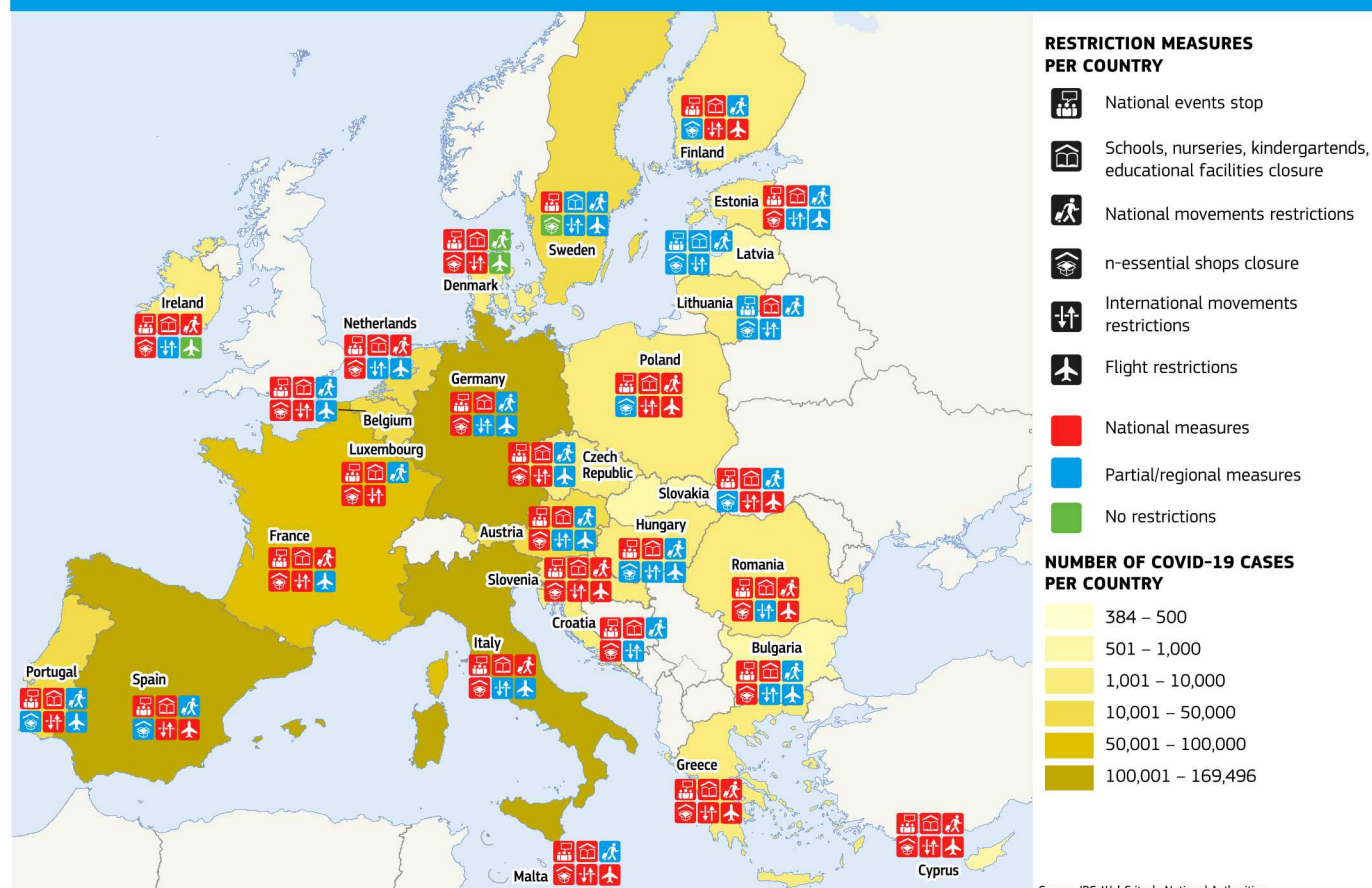 Finland
Estonia
Sweden
Latvia
Denmark
Ireland
Lithuania
Netherlands
Poland
Germany
Belgium
Luxembourg
Czech
Republic
Slovakia
Austria
Hungary
France
Romania
Slovenia
Croatia
Italy
Bulgaria
Portugal
Spain
Greece
Malta
Cyprus
RESTRICTION MEASURES
PER COUNTRY
National events stop
Schools, nurseries, kindergartends,
educational facilities closure
National movements restrictions
n-essential shops closure
International movements
restrictions
Flight restrictions
National measures
Partial/regional measures
No restrictions
NUMBER OF COVID-19 CASES
PER COUNTRY
384 – 500
501 – 1,000
1,001 – 10,000
10,001 – 50,000
50,001 – 100,000
100,001 – 169,496